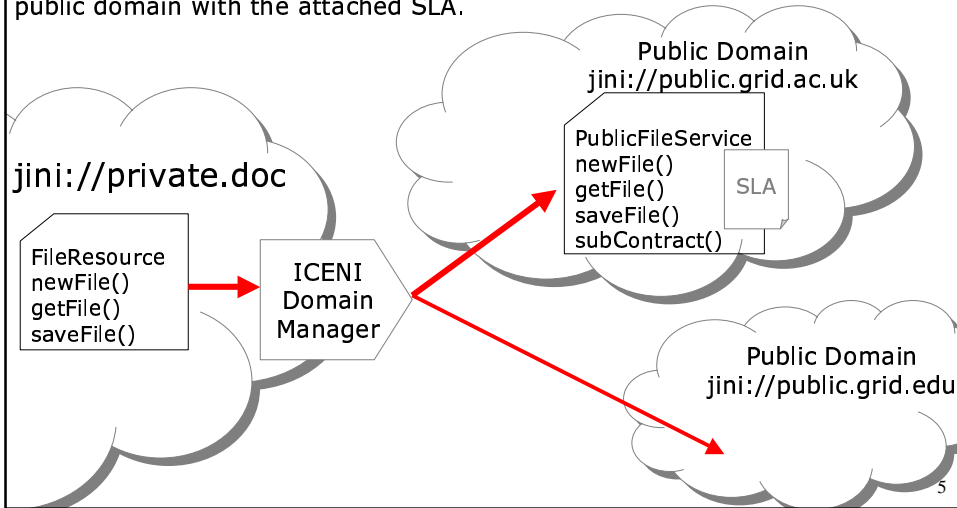 public domain with the attached SLA.
Public Domain
jini://public.grid.ac.uk
PublicFileService
newFile()
getFile()
saveFile()
subContract()
SLA
jini://private.doc
FileResource
newFile()
getFile()
saveFile()
ICENI
Domain
Manager
Public Domain
jini://public.grid.edu
5